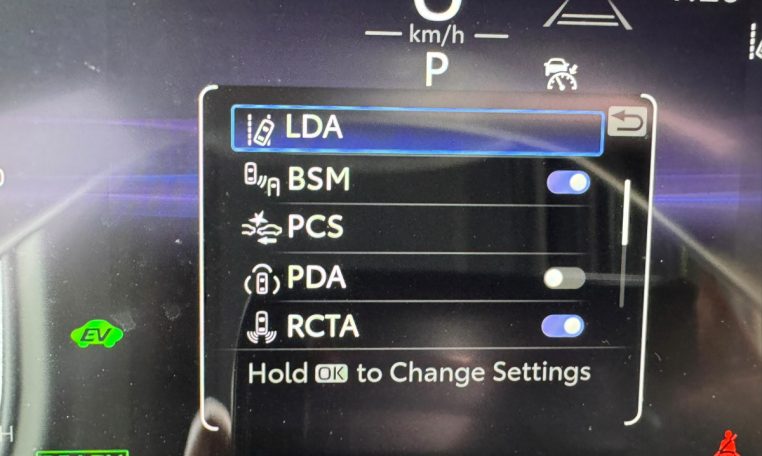 km/h
P
LDA
BSM
PCS
PDA
RCTA
EV
Hold OK to Change Settings
H